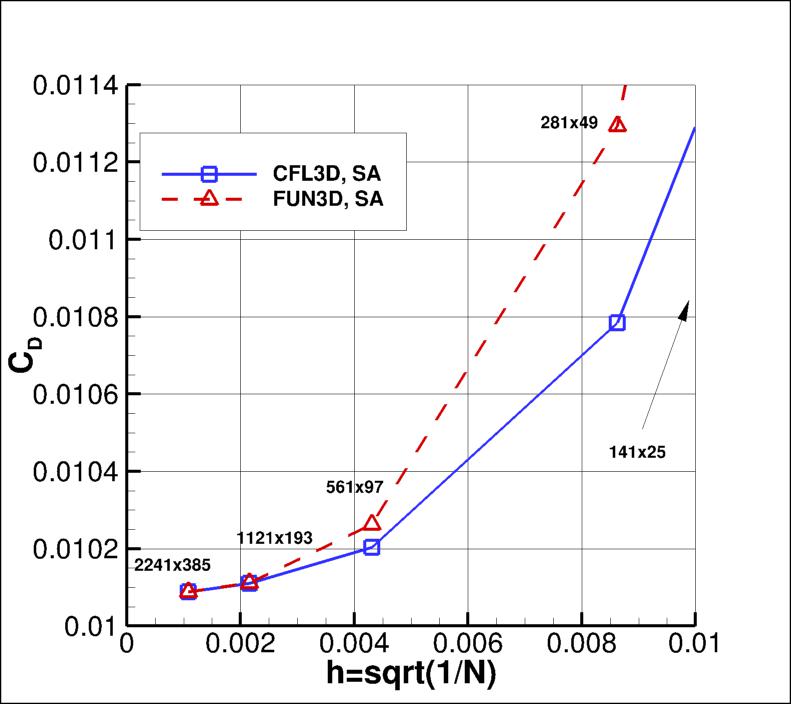 0.0114
0.0112
0.011
0.0108
0.0106
0.0104
0.0102
0.01
C_D
CFL3D, SA
FUN3D, SA
281x49
141x25
561x97
1121x193
2241x385
0 0.002 0.004 0.006 0.008 0.01
h=sqrt(1/N)